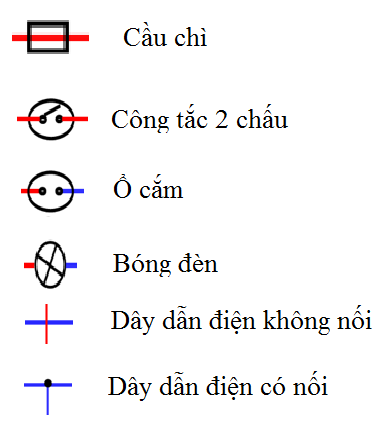 Cầu chì
Công tắc 2 chấu
Ổ cắm
Bóng đèn
Dây dẫn điện không nối
Dây dẫn điện có nối